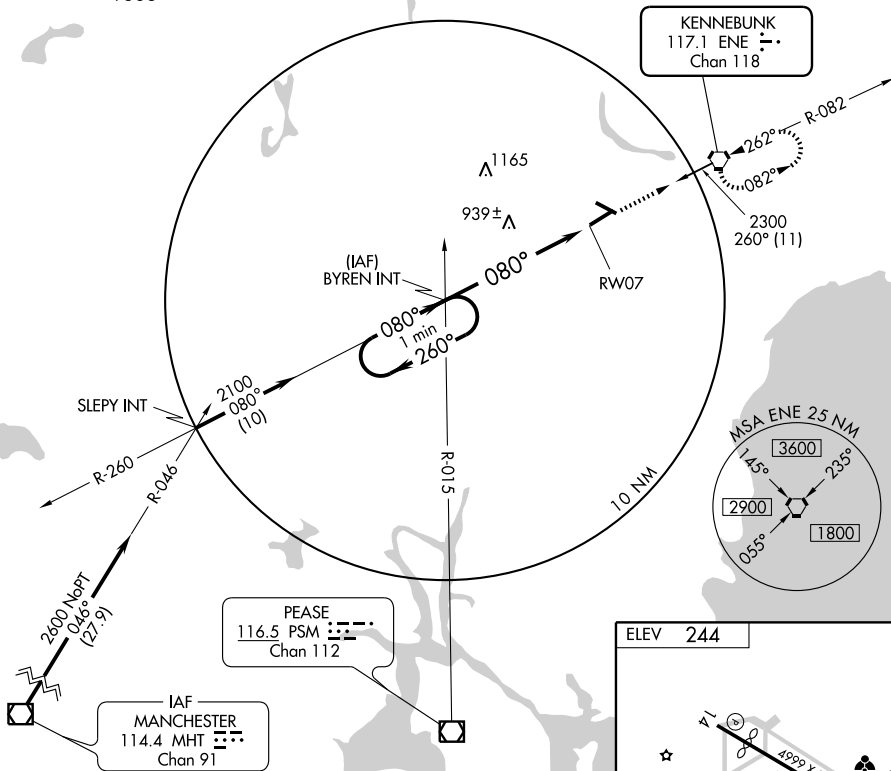 KENNEBUNK
117.1 ENE
Chan 118
R-082
262°
082°
2300
260° (11)
1165
939±
(IAF)
BYREN INT
080°
RW07
080°
1 min
260°
2100
080°
(10)
SLEPY INT
R-260
R-046
R-015
10 NM
MSA ENE 25 NM
3600
145°
235°
2900
1800
055°
2600 NoPT
046°
(27.9)
PEASE
116.5 PSM
Chan 112
IAF
MANCHESTER
114.4 MHT
Chan 91
ELEV 244
14
P
4999 X